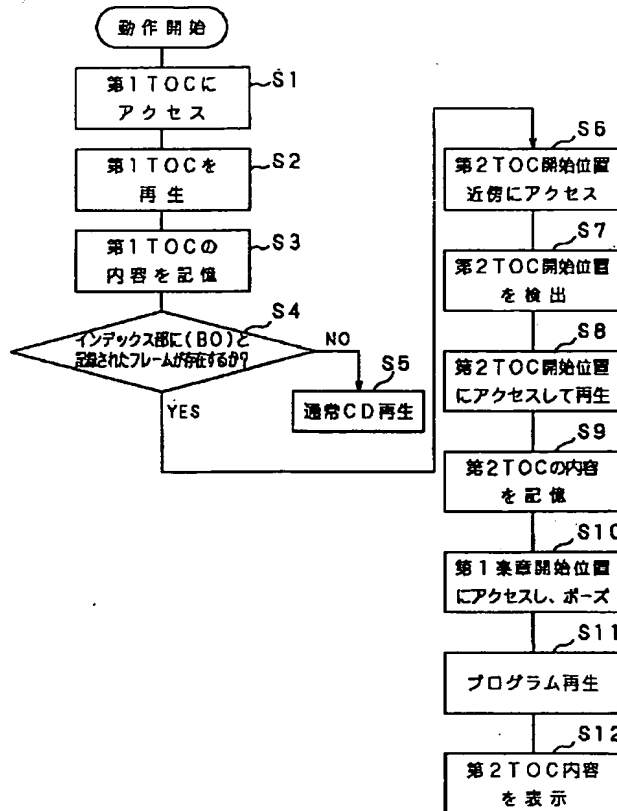 動作開始
第1TOCに
アクセス
S1
第1TOCを
再生
S2
第1TOCの
内容を記憶
S3
インデックス部に(B0)と
記録されたフレームが存在するか?
S4
NO
YES
通常CD再生
S5
第2TOC開始位置
近傍にアクセス
S6
第2TOC開始位置
を検出
S7
第2TOC開始位置
にアクセスして再生
S8
第2TOCの内容
を記憶
S9
第1楽章開始位置
にアクセスし、ポーズ
S10
プログラム再生
S11
第2TOC内容
を表示
S12